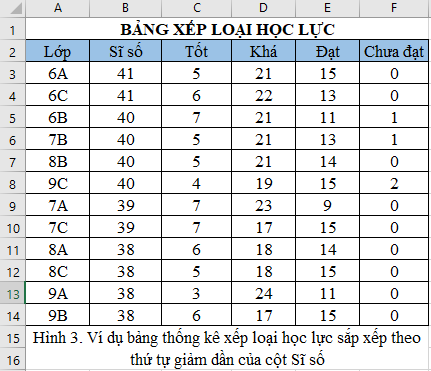 A B C D E F
1 BẢNG XẾP LOẠI HỌC LỰC
2 Lớp Sĩ số Tốt Khá Đạt Chưa đạt
3 6A 41 5 21 15 0
4 6C 41 6 22 13 0
5 6B 40 7 21 11 1
6 7B 40 5 21 13 1
7 8B 40 5 21 14 0
8 9C 40 4 19 15 2
9 7A 39 7 23 9 0
10 7C 39 7 17 15 0
11 8A 38 6 18 14 0
12 8C 38 5 18 15 0
13 9A 38 3 24 11 0
14 9B 38 6 17 15 0
15 Hình 3. Ví dụ bảng thống kê xếp loại học lực sắp xếp theo
16 thứ tự giảm dần của cột Sĩ số